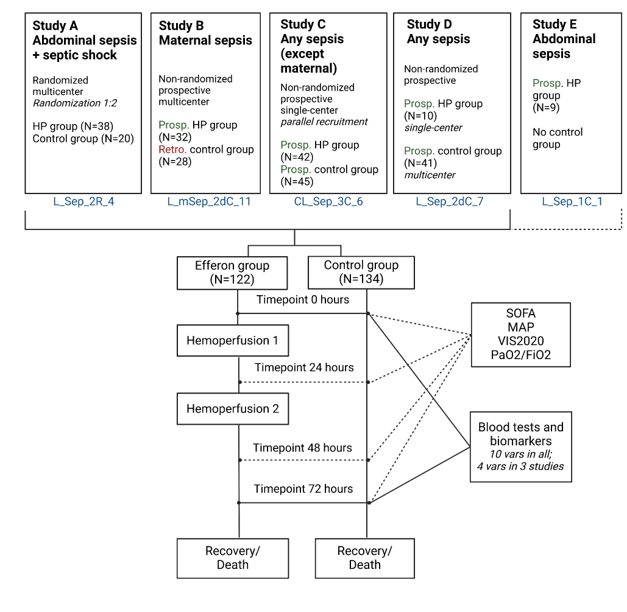 Study A
Abdominal sepsis
+ septic shock
Randomized
multicenter
Randomization 1:2
HP group (N=38)
Control group (N=20)
L_Sep_2R_4
Study B
Maternal sepsis
Non-randomized
prospective
multicenter
Prosp. HP group
(N=32)
Retro. control group
(N=28)
L_mSep_2dC_11
Study C
Any sepsis
(except
maternal)
Non-randomized
prospective
single-center
parallel recruitment
Prosp. HP group
(N=42)
Prosp. control group
(N=45)
CL_Sep_3C_6
Study D
Any sepsis
Non-randomized
prospective
Prosp. HP group
(N=10)
single-center
Prosp. control group
(N=41)
multicenter
L_Sep_2dC_7
Study E
Abdominal
sepsis
Prosp. HP
group
(N=9)
No control
group
L_Sep_1C_1
Efferon group
(N=122)
Control group
(N=134)
Timepoint 0 hours
Hemoperfusion 1
Timepoint 24 hours
Hemoperfusion 2
Timepoint 48 hours
Timepoint 72 hours
SOFA
MAP
VIS2020
PaO2/FiO2
Blood tests and
biomarkers
10 vars in all;
4 vars in 3 studies
Recovery/
Death
Recovery/
Death